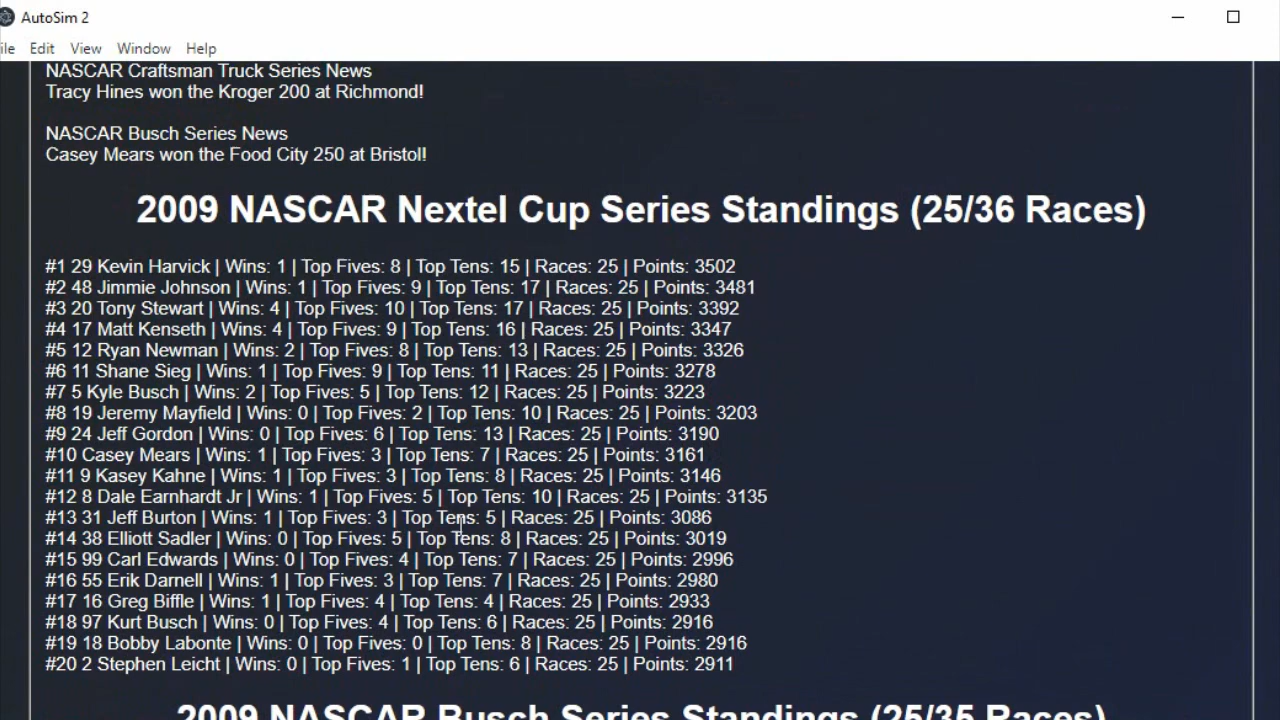 AutoSim 2
ile Edit View Window Help
NASCAR Craftsman Truck Series News
Tracy Hines won the Kroger 200 at Richmond!
NASCAR Busch Series News
Casey Mears won the Food City 250 at Bristol!
2009 NASCAR Nextel Cup Series Standings (25/36 Races)
#1 29 Kevin Harvick | Wins: 1 | Top Fives: 8 | Top Tens: 15 | Races: 25 | Points: 3502
#2 48 Jimmie Johnson | Wins: 1 | Top Fives: 9 | Top Tens: 17 | Races: 25 | Points: 3481
#3 20 Tony Stewart | Wins: 4 | Top Fives: 10 | Top Tens: 17 | Races: 25 | Points: 3392
#4 17 Matt Kenseth | Wins: 4 | Top Fives: 9 | Top Tens: 16 | Races: 25 | Points: 3347
#5 12 Ryan Newman | Wins: 2 | Top Fives: 8 | Top Tens: 13 | Races: 25 | Points: 3326
#6 11 Shane Sieg | Wins: 1 | Top Fives: 9 | Top Tens: 11 | Races: 25 | Points: 3278
#7 5 Kyle Busch | Wins: 2 | Top Fives: 5 | Top Tens: 12 | Races: 25 | Points: 3223
#8 19 Jeremy Mayfield | Wins: 0 | Top Fives: 2 | Top Tens: 10 | Races: 25 | Points: 3203
#9 24 Jeff Gordon | Wins: 0 | Top Fives: 6 | Top Tens: 13 | Races: 25 | Points: 3190
#10 Casey Mears | Wins: 1 | Top Fives: 3 | Top Tens: 7 | Races: 25 | Points: 3161
#11 9 Kasey Kahne | Wins: 1 | Top Fives: 3 | Top Tens: 8 | Races: 25 | Points: 3146
#12 8 Dale Earnhardt Jr | Wins: 1 | Top Fives: 5 | Top Tens: 10 | Races: 25 | Points: 3135
#13 31 Jeff Burton | Wins: 1 | Top Fives: 3 | Top Tens: 5 | Races: 25 | Points: 3086
#14 38 Elliott Sadler | Wins: 0 | Top Fives: 5 | Top Tens: 8 | Races: 25 | Points: 3019
#15 99 Carl Edwards | Wins: 0 | Top Fives: 4 | Top Tens: 7 | Races: 25 | Points: 2996
#16 55 Erik Darnell | Wins: 1 | Top Fives: 3 | Top Tens: 7 | Races: 25 | Points: 2980
#17 16 Greg Biffle | Wins: 1 | Top Fives: 4 | Top Tens: 4 | Races: 25 | Points: 2933
#18 97 Kurt Busch | Wins: 0 | Top Fives: 4 | Top Tens: 6 | Races: 25 | Points: 2916
#19 18 Bobby Labonte | Wins: 0 | Top Fives: 0 | Top Tens: 8 | Races: 25 | Points: 2916
#20 2 Stephen Leicht | Wins: 0 | Top Fives: 1 | Top Tens: 6 | Races: 25 | Points: 2911
2009 NASCAR Busch Series Standings (25/35 Races)